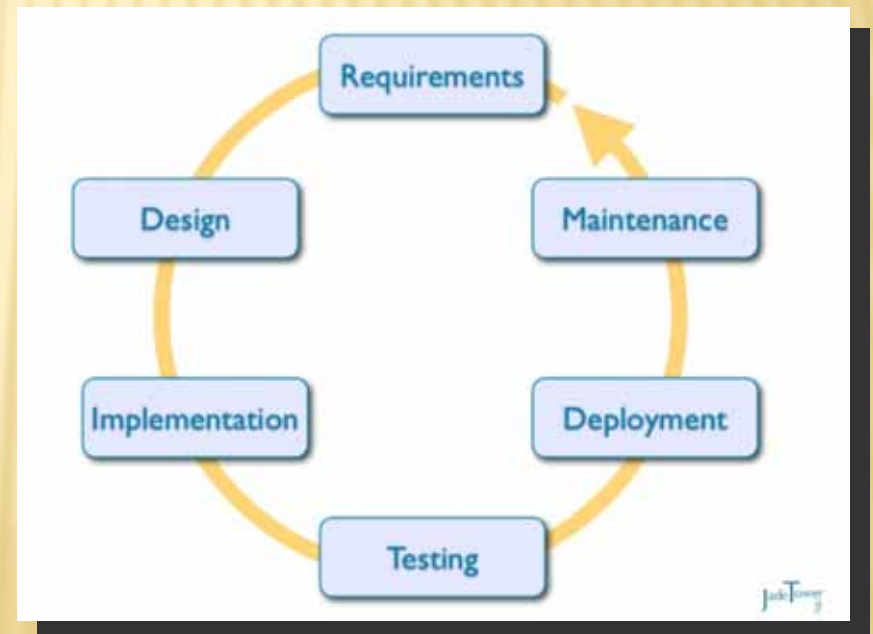 Requirements
Design
Maintenance
Implementation
Deployment
Testing
JadeTower